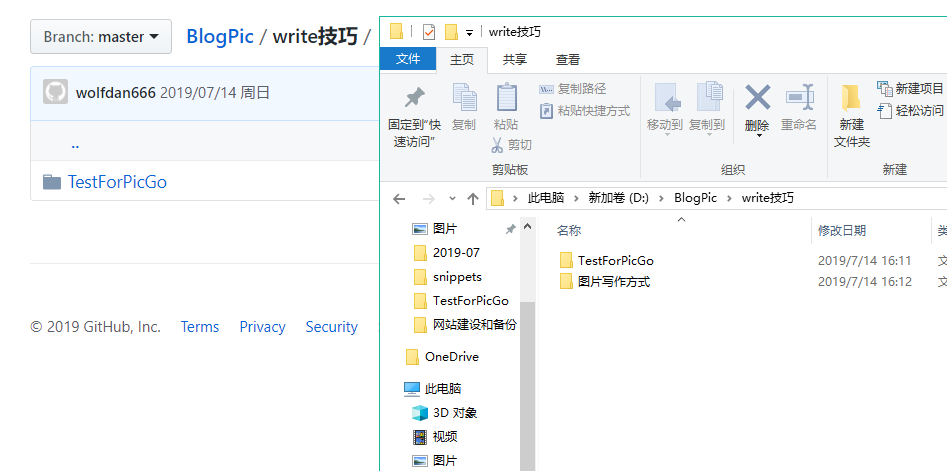 Branch: master
BlogPic / write技巧 /
wolfdan666 2019/07/14 周日
..
TestForPicGo
© 2019 GitHub, Inc.
Terms
Privacy
Security
write技巧
文件
主页
共享
查看
固定到"快
速访问"
复制
粘贴
复制路径
粘贴快捷方式
剪切
剪贴板
移动到
复制到
删除
重命名
组织
新建
文件夹
新建项目
轻松访问
新建
此电脑
新加卷 (D:)
BlogPic
write技巧
图片
2019-07
snippets
TestForPicGo
网站建设和备份
OneDrive
此电脑
3D 对象
视频
图片
名称
修改日期
TestForPicGo
2019/7/14 16:11
图片写作方式
2019/7/14 16:12